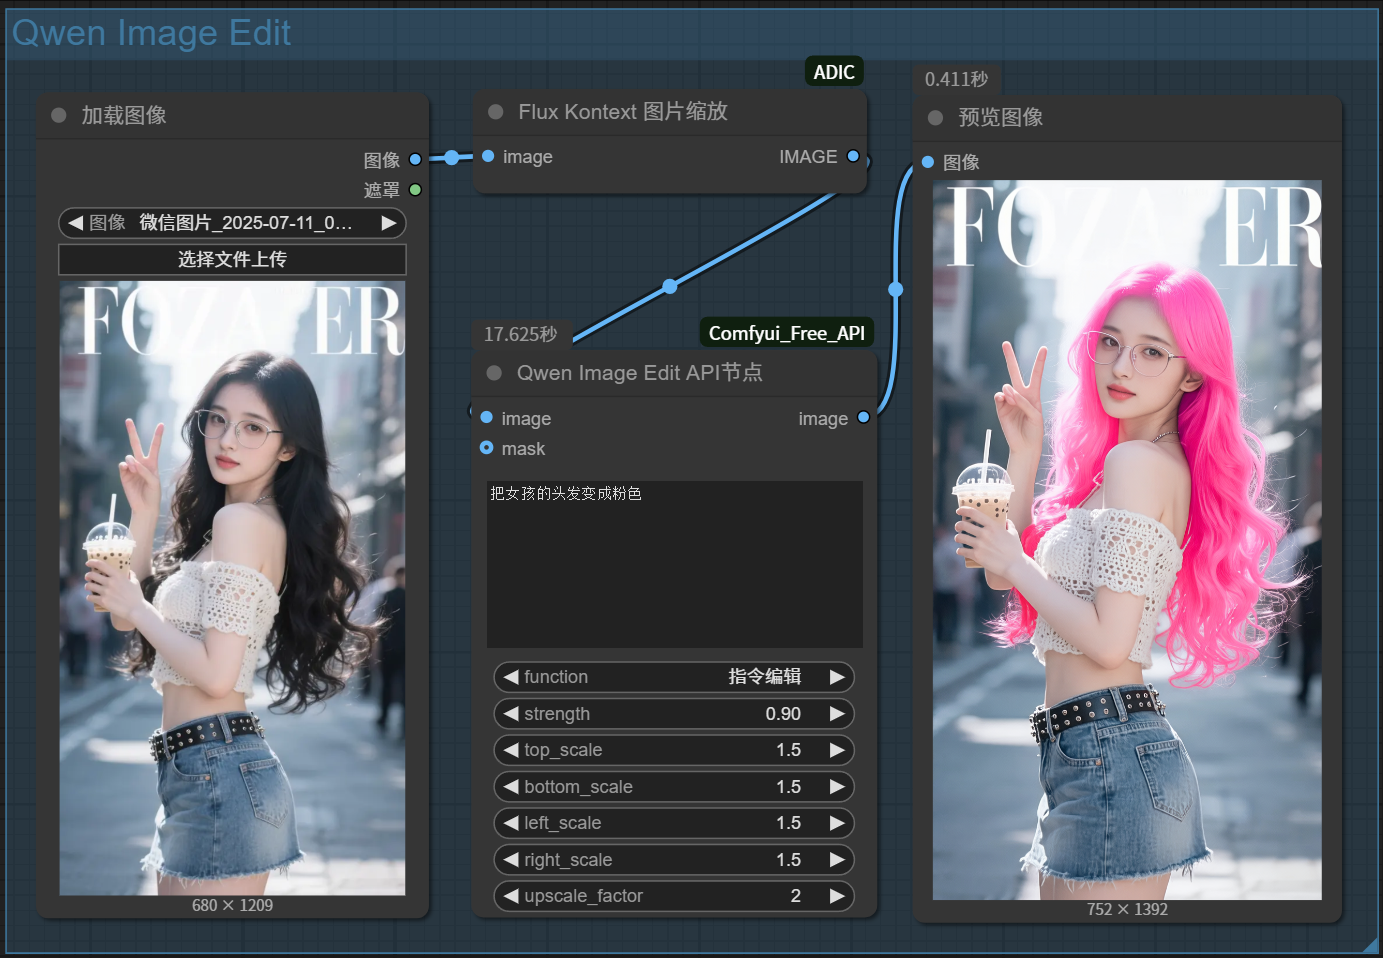 Qwen Image Edit
加载图像
图像
遮罩
图像 微信图片_2025-07-11_0...
选择文件上传
FOZA ER
680 × 1209
ADIC
Flux Kontext 图片缩放
image IMAGE
17.625秒
Comfyui_Free_API
Qwen Image Edit API节点
image image
mask
把女孩的头发变成粉色
function 指令编辑
strength 0.90
top_scale 1.5
bottom_scale 1.5
left_scale 1.5
right_scale 1.5
upscale_factor 2
0.411秒
预览图像
图像
FOZA ER
752 × 1392